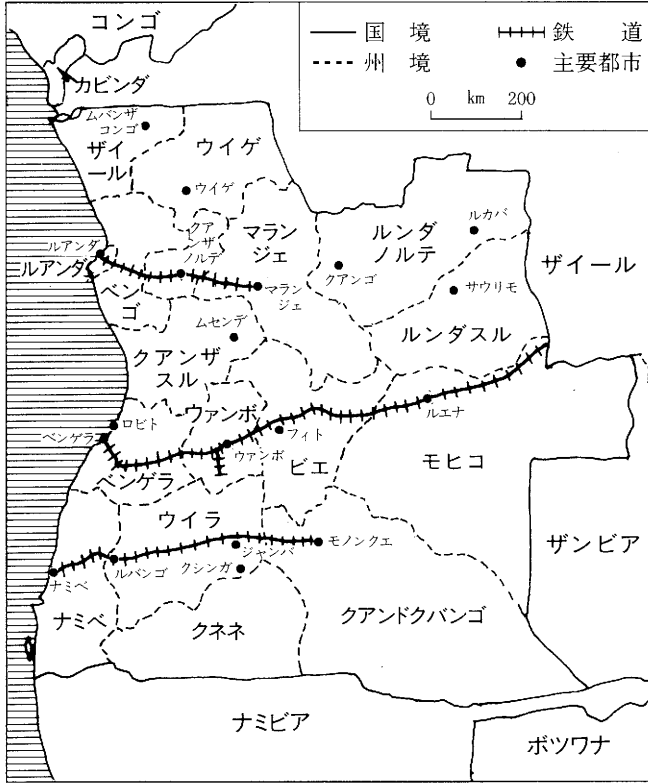 コンゴ
国境
鉄道
州境
主要都市
0 km 200
カビンダ
ムバンザ
コンゴ
ザイ
ール
ウイゲ
ウイゲ
クア
ンザ
ノルテ
マラン
ジェ
ルンダ
ノルテ
ルカバ
ザイール
ルアンダ
ルアンダ
クアンゴ
サウリモ
マラン
ジェ
ベン
ゴ
ムセンデ
ルンダスル
クアンザ
スル
ウァンボ
ロビト
ベンゲラ
ウァンボ
フィト
ルエナ
ビエ
モヒコ
ベンゲラ
ウイラ
ザンビア
ジャンバ
モノンクエ
ルバンゴ
クシンガ
ナミベ
ナミベ
クネネ
クアンドクバンゴ
ナミビア
ボツワナ